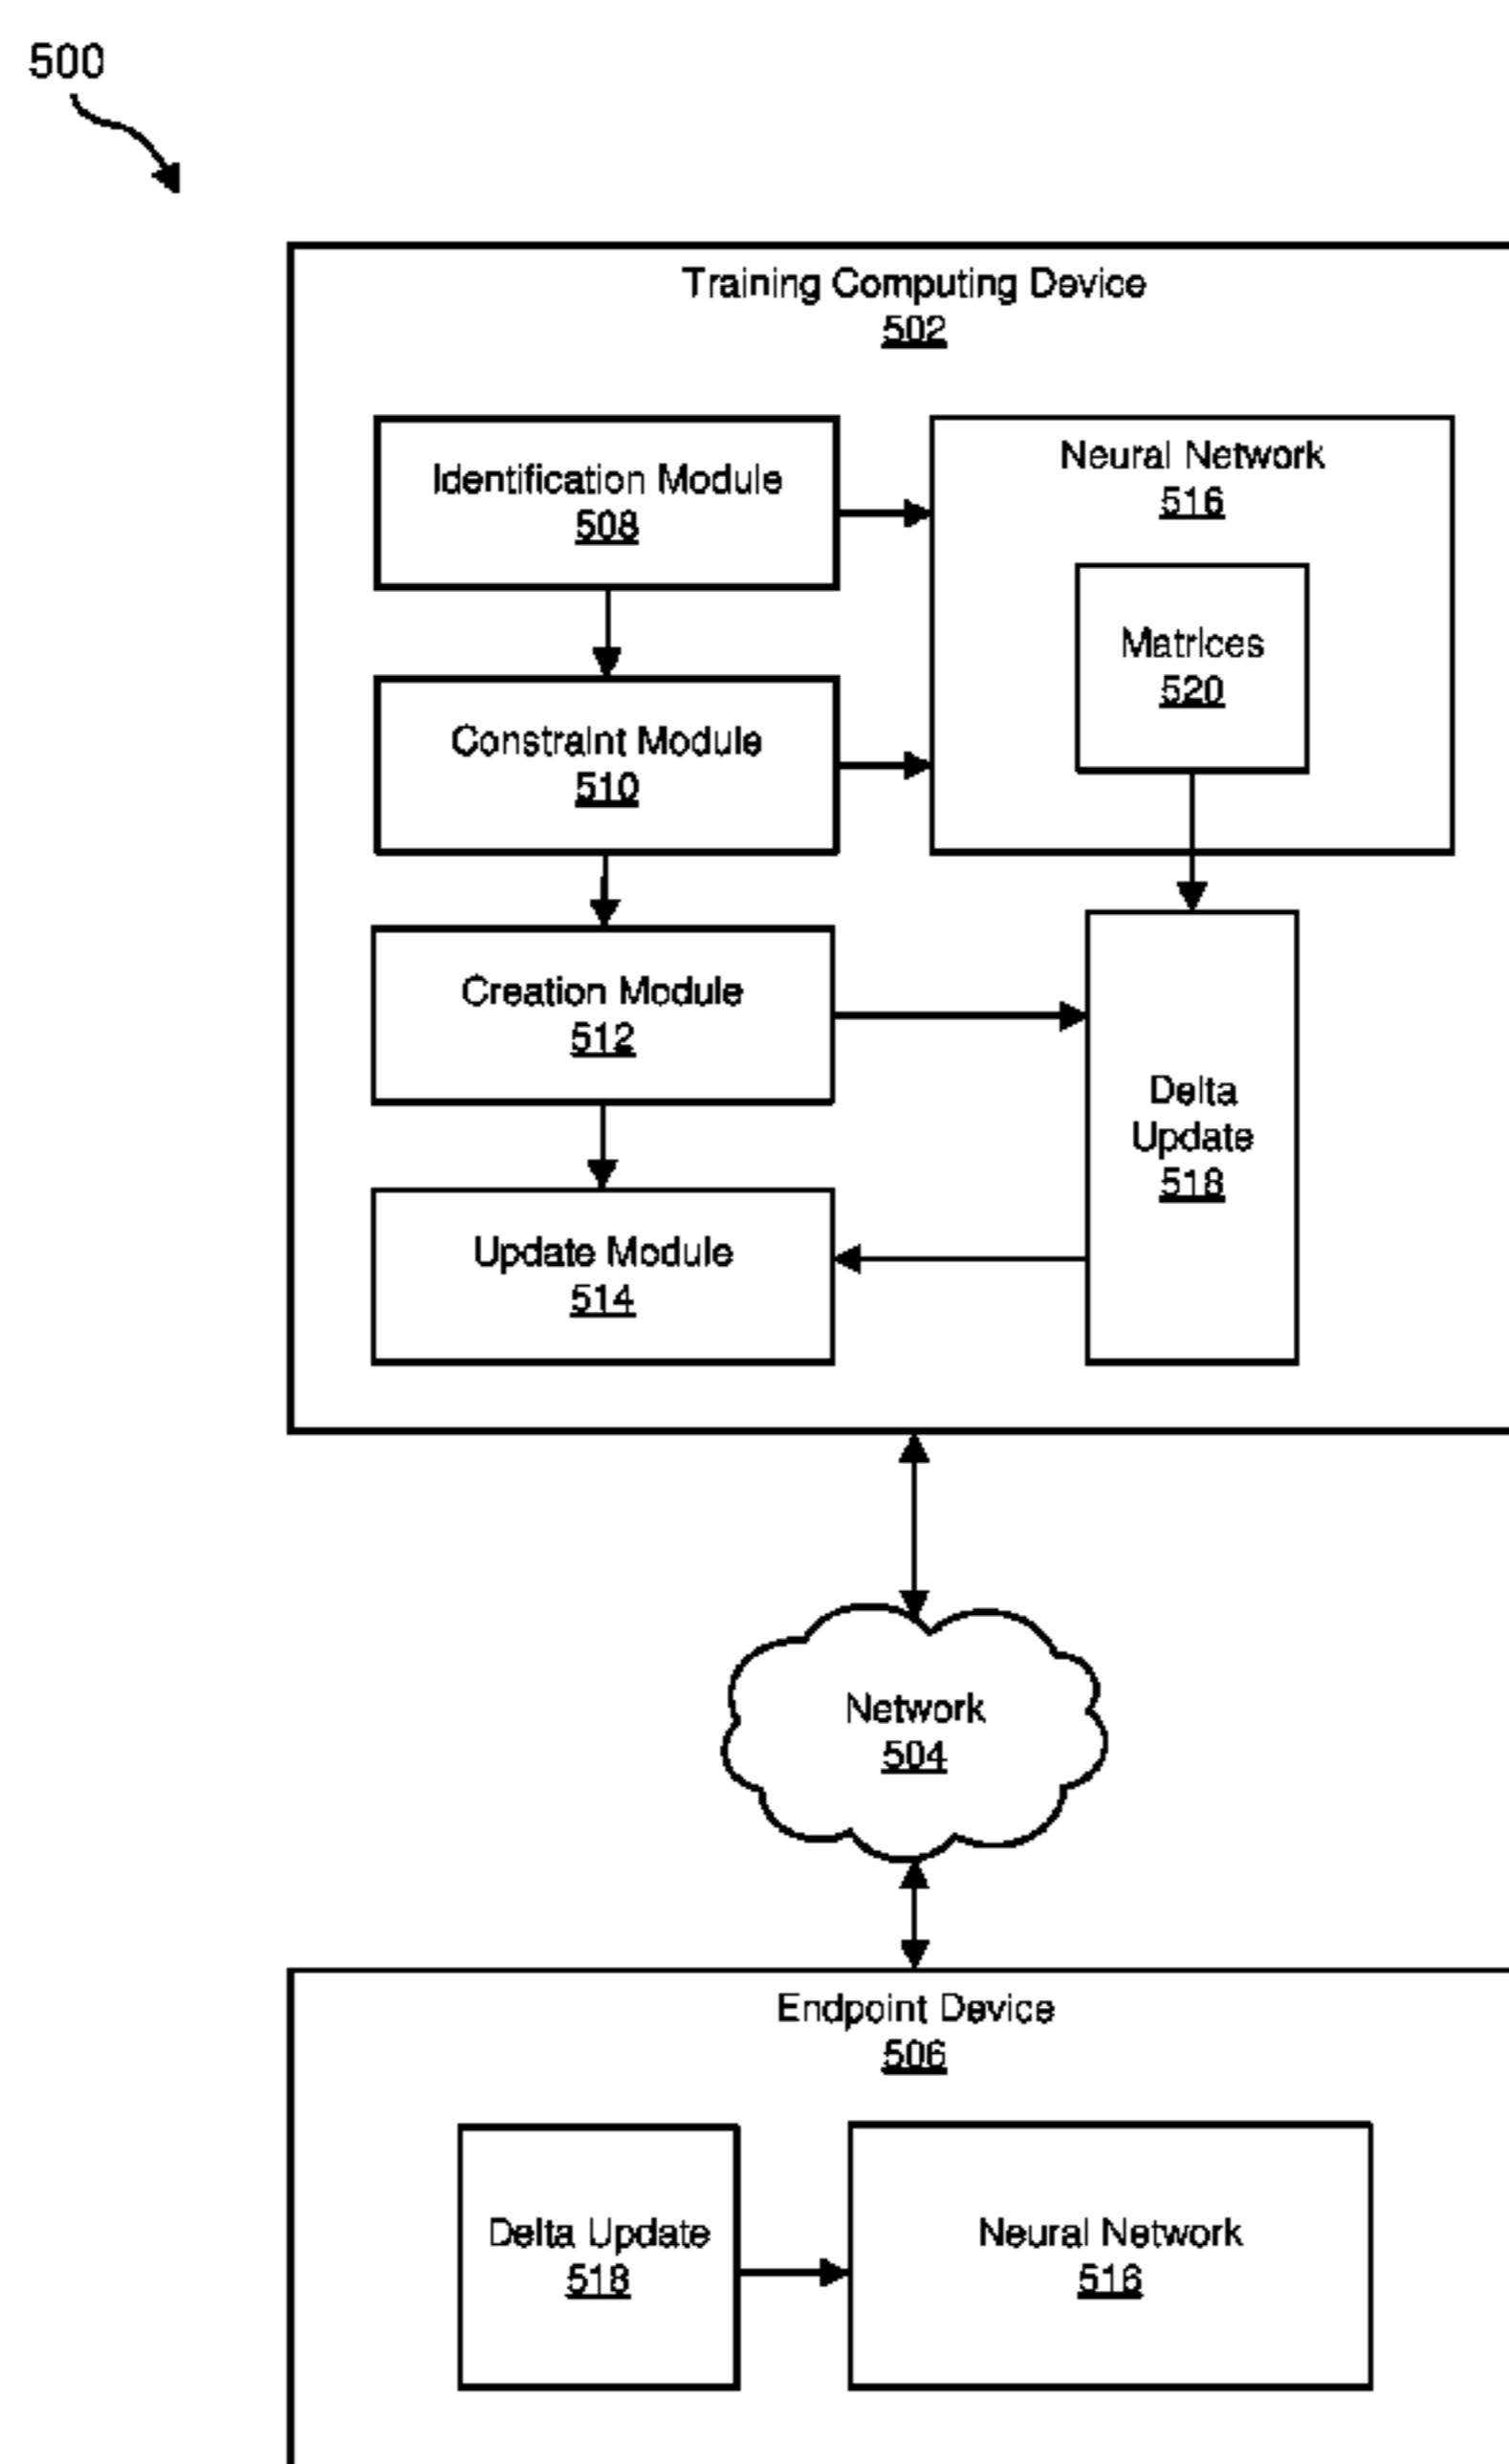 500
Training Computing Device
502
Identification Module
508
Neural Network
516
Matrices
520
Constraint Module
510
Creation Module
512
Delta
Update
518
Update Module
514
Network
504
Endpoint Device
506
Delta Update
518
Neural Network
516